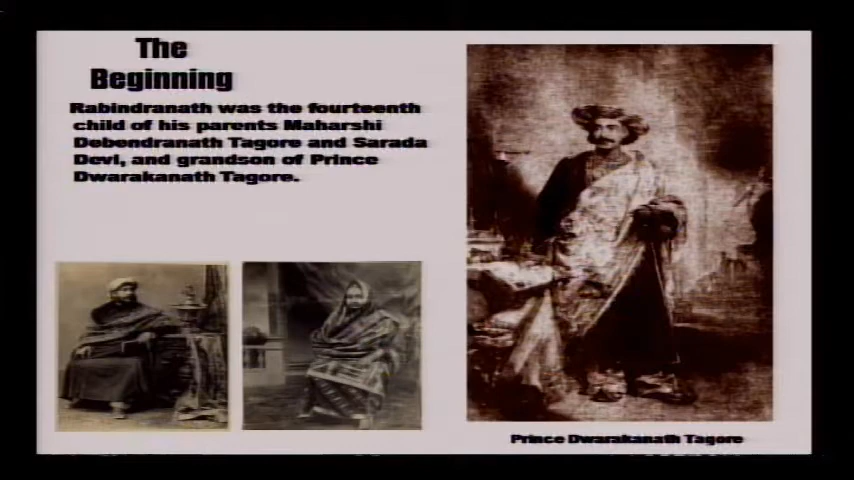 The
Beginning
Rabindranath was the fourteenth
child of his parents Maharshi
Debendranath Tagore and Sarada
Devi, and grandson of Prince
Dwarakanath Tagore.
Prince Dwarakanath Tagore